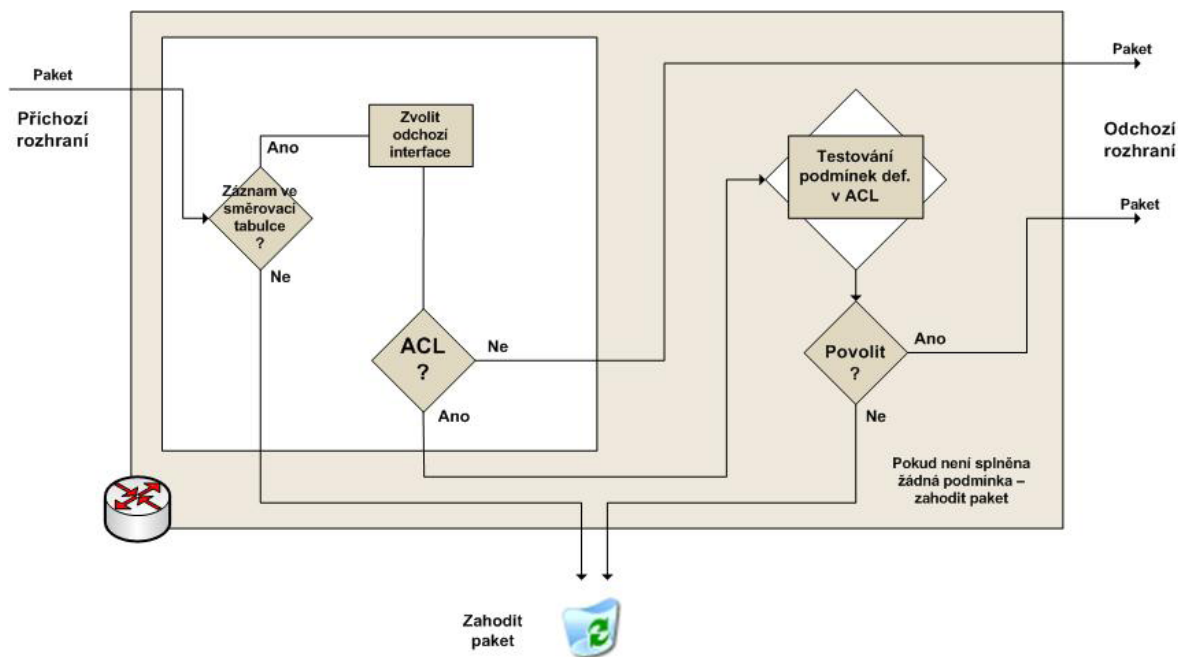 Paket
Příchozí
rozhraní
Ano
Zvolit
odchozí
interface
Záznam ve
směrovací
tabulce
?
Ne
ACL
?
Ne
Ano
Testování
podmínek def.
v ACL
Povolit
?
Ano
Ne
Pokud není splněna
žádná podmínka –
zahodit paket
Paket
Odchozí
rozhraní
Paket
Zahodit
paket